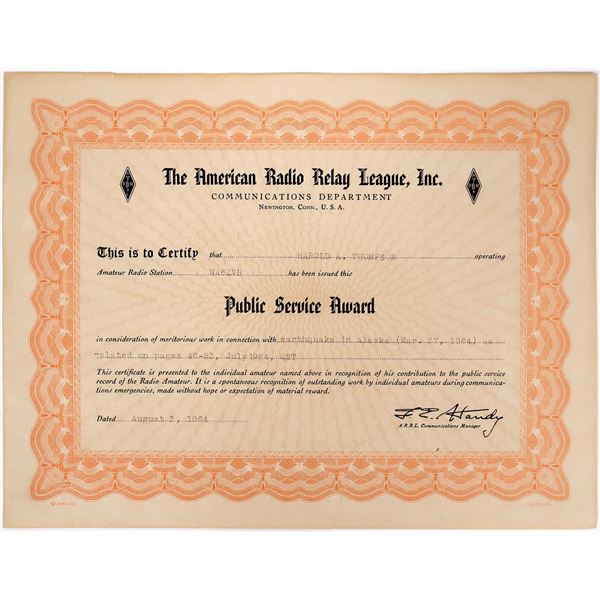 The American Radio Relay League, Inc.
COMMUNICATIONS DEPARTMENT
NEWINGTON, CONN., U. S. A.
This is to Certify that HAROLD A. THOMPSON operating
Amateur Radio Station WA6ZVR has been issued this
Public Service Award
in consideration of meritorious work in connection with earthquake in Alaska (Mar. 27, 1964) as
related on pages 46-53, July 1964, QST
This certificate is presented to the individual amateur named above in recognition of his contribution to the public service
record of the Radio Amateur. It is a spontaneous recognition of outstanding work by individual amateurs during communica-
tions emergencies, made without hope or expectation of material reward.
Dated August 3, 1964
F. E. Handy
A.R.R.L. Communications Manager